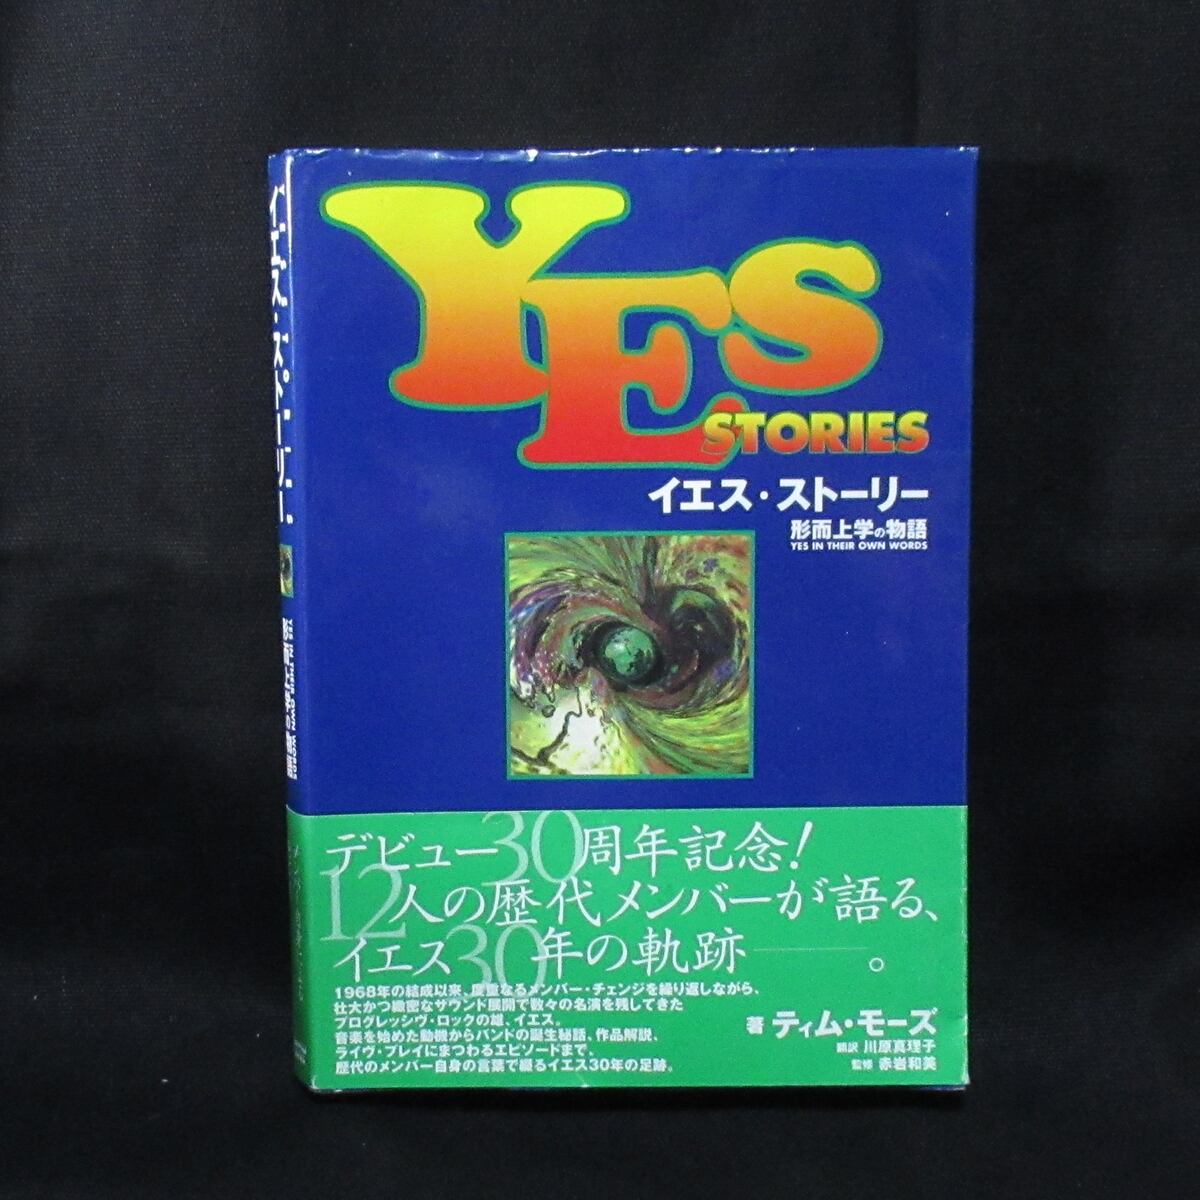 YES
STORIES
イエス・ストーリー
形而上学の物語
YES IN THEIR OWN WORDS
デビュー30周年記念!
12人の歴代メンバーが語る、
イエス30年の軌跡――。
1968年の結成以来、度重なるメンバー・チェンジを繰り返しながら、
壮大かつ緻密なサウンド展開で数々の名演を残してきた
プログレッシヴ・ロックの雄、イエス。
音楽を始めた動機からバンドの誕生秘話、作品解説、
ライヴ・プレイにまつわるエピソードまで、
歴代のメンバー自身の言葉で綴るイエス30年の足跡。
著 ティム・モーズ
翻訳 川原真理子
監修 赤岩和美
イエス・ストーリー
YES IN THEIR OWN WORDS
形而上学の物語